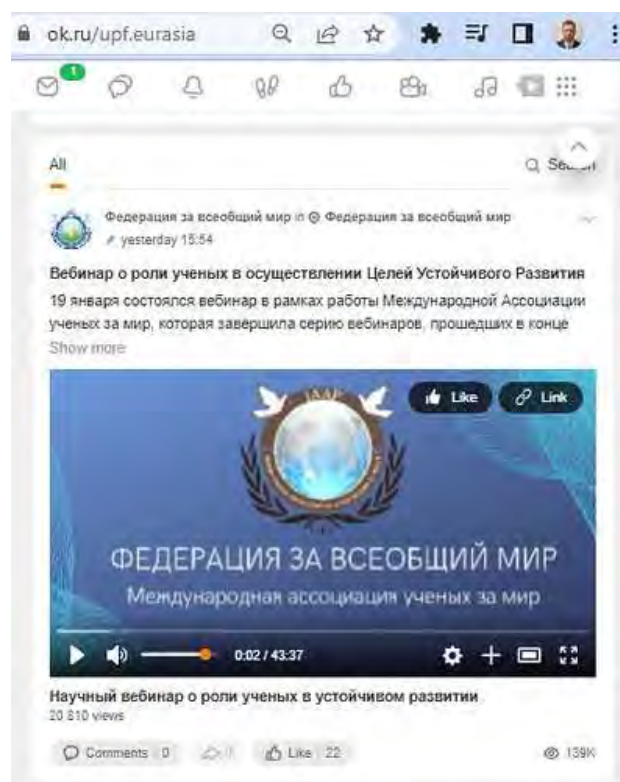 ok.ru/upf.eurasia
1
All
Федерация за всеобщий мир in Федерация за всеобщий мир
yesterday 15:54
Вебинар о роли ученых в осуществлении Целей Устойчивого Развития
19 января состоялся вебинар в рамках работы Международной Ассоциации
ученых за мир, которая завершила серию вебинаров, прошедших в конце
Show more
IAAP
Like
Link
ФЕДЕРАЦИЯ ЗА ВСЕОБЩИЙ МИР
Международная ассоциация ученых за мир
0:02 / 43:37
Научный вебинар о роли ученых в устойчивом развитии
20 810 views
Comments 0 0 Like 22 139K